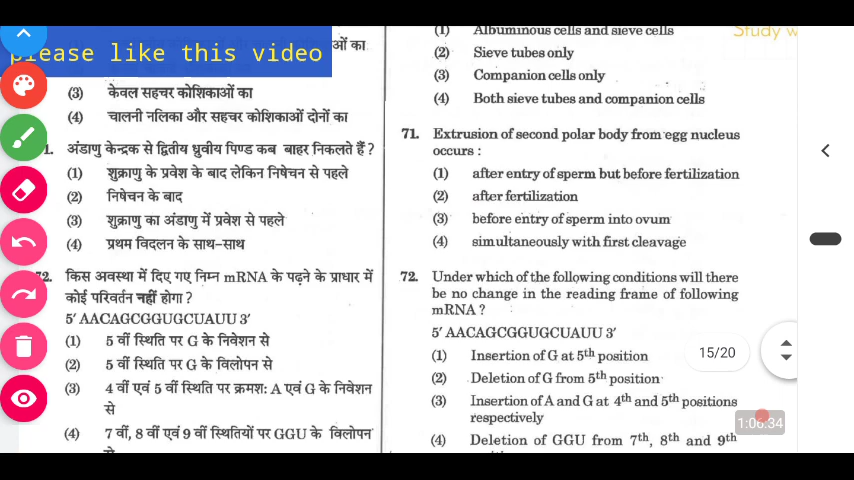 please like this video
ओं का
(3) केवल सहचर कोशिकाओं का
(4) चालनी नलिका और सहचर कोशिकाओं दोनों का
1. अंडाणु केन्द्रक से द्वितीय ध्रुवीय पिण्ड कब बाहर निकलते हैं ?
(1) शुक्राणु के प्रवेश के बाद लेकिन निषेचन से पहले
(2) निषेचन के बाद
(3) शुक्राणु का अंडाणु में प्रवेश से पहले
(4) प्रथम विदलन के साथ-साथ
72. किस अवस्था में दिए गए निम्न mRNA के पढ़ने के प्राधार में
कोई परिवर्तन नहीं होगा ?
5′ AACAGCGGUGCUAUU 3′
(1) 5 वीं स्थिति पर G के निवेशन से
(2) 5 वीं स्थिति पर G के विलोपन से
(3) 4 वीं एवं 5 वीं स्थिति पर क्रमश: A एवं G के निवेशन
से
(4) 7 वीं, 8 वीं एवं 9 वीं स्थितियों पर GGU के विलोपन
Study w
(1) Albuminous cells and sieve cells
(2) Sieve tubes only
(3) Companion cells only
(4) Both sieve tubes and companion cells
71. Extrusion of second polar body from egg nucleus
occurs :
(1) after entry of sperm but before fertilization
(2) after fertilization
(3) before entry of sperm into ovum
(4) simultaneously with first cleavage
72. Under which of the following conditions will there
be no change in the reading frame of following
mRNA ?
5′ AACAGCGGUGCUAUU 3′
(1) Insertion of G at 5th position
(2) Deletion of G from 5th position
(3) Insertion of A and G at 4th and 5th positions
respectively
(4) Deletion of GGU from 7th, 8th and 9th
15/20
1:06:34